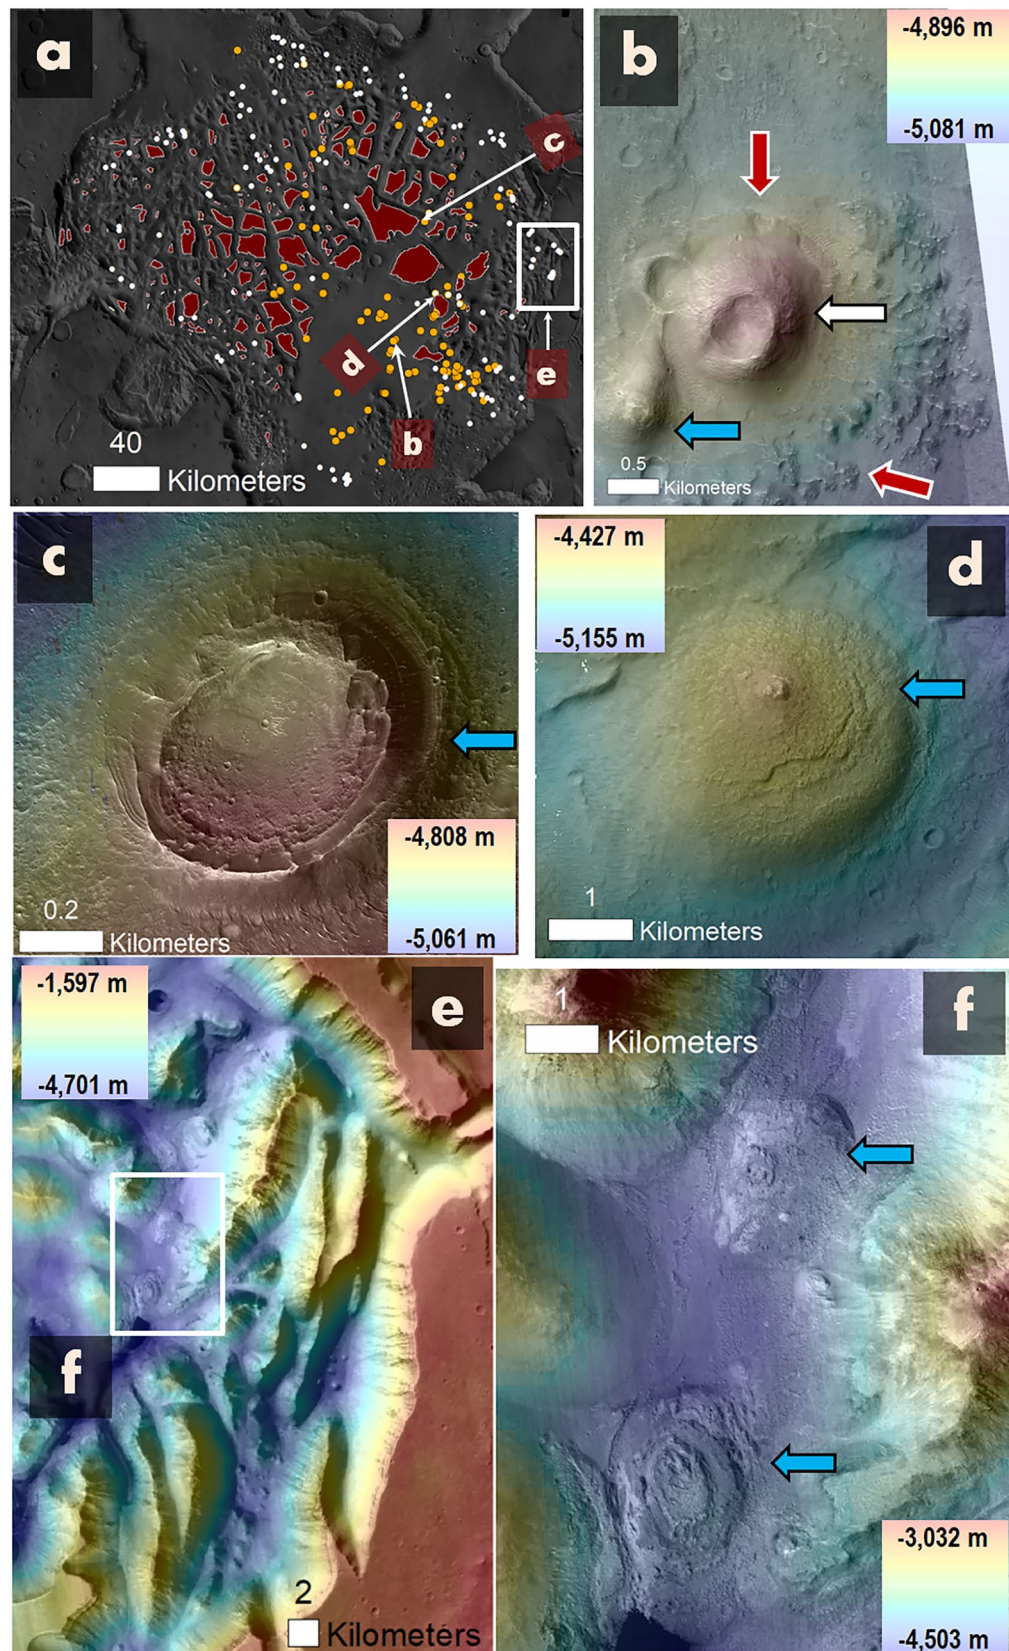 a
c
d
e
b
40
Kilometers
b
-4,896 m
-5,081 m
0.5
Kilometers
c
0.2
Kilometers
-4,808 m
-5,061 m
d
-4,427 m
-5,155 m
1
Kilometers
e
-1,597 m
-4,701 m
f
2
Kilometers
f
1
Kilometers
-3,032 m
-4,503 m